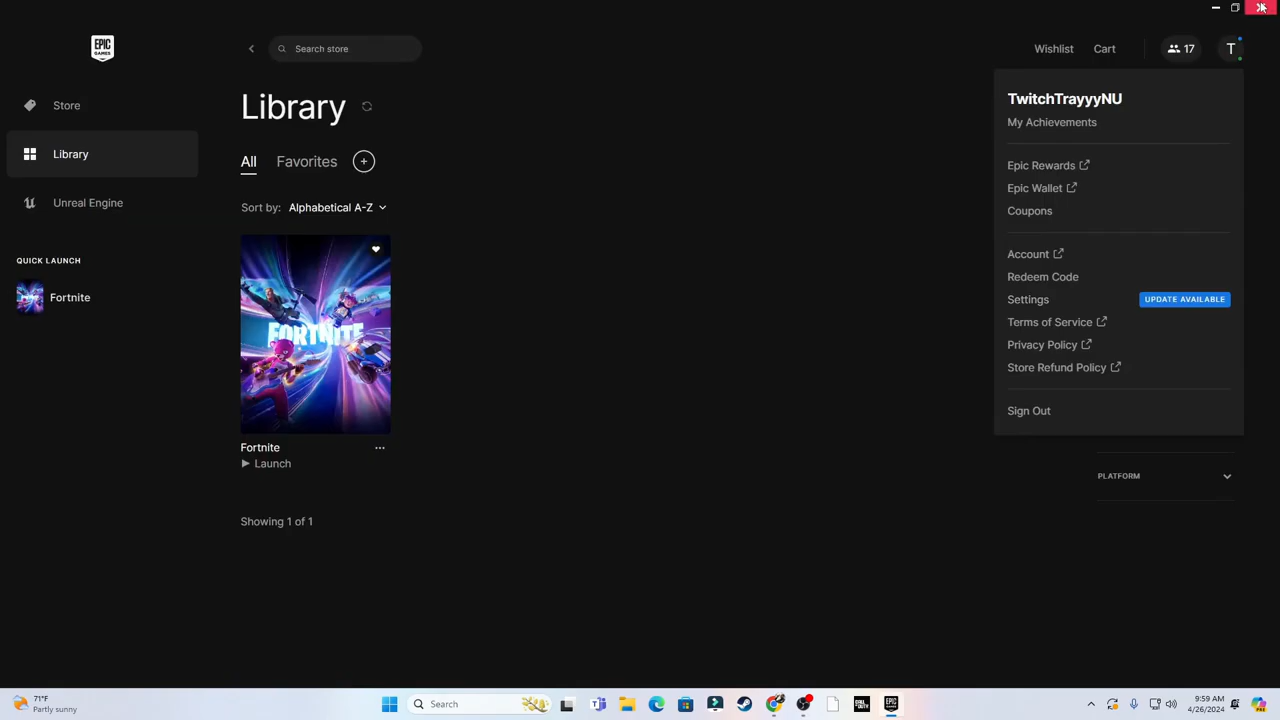 EPIC
GAMES
Search store
Wishlist
Cart
17
T
Store
Library
Unreal Engine
QUICK LAUNCH
Fortnite
Library
All
Favorites
Sort by: Alphabetical A-Z
FORTNITE
Fortnite
Launch
Showing 1 of 1
TwitchTrayyyNU
My Achievements
Epic Rewards
Epic Wallet
Coupons
Account
Redeem Code
Settings
UPDATE AVAILABLE
Terms of Service
Privacy Policy
Store Refund Policy
Sign Out
PLATFORM
71°F
Partly sunny
Search
EPIC
GAMES
9:59 AM
4/26/2024